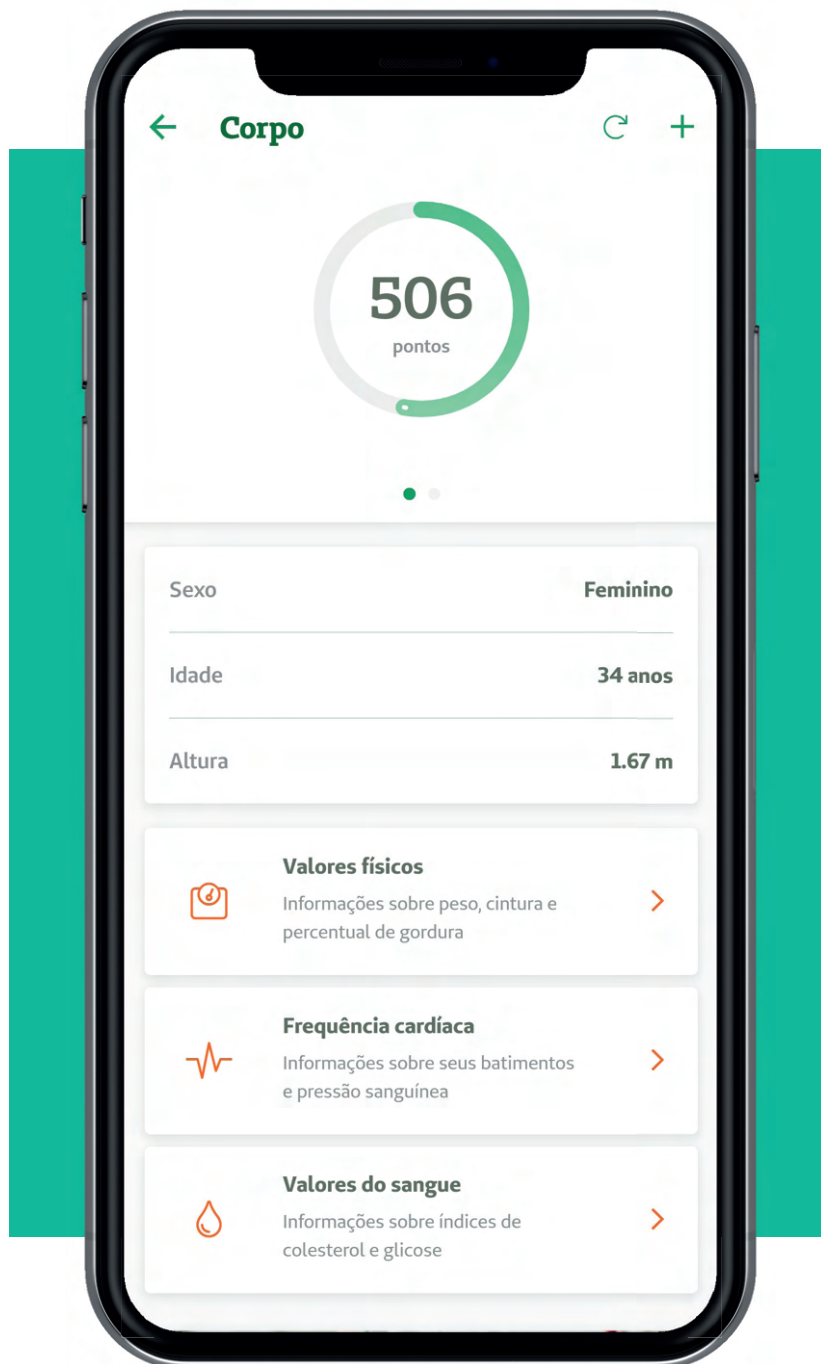 Corpo
506
pontos
Sexo
Feminino
Idade
34 anos
Altura
1.67 m
Valores físicos
Informações sobre peso, cintura e
percentual de gordura
Frequência cardíaca
Informações sobre seus batimentos
e pressão sanguínea
Valores do sangue
Informações sobre índices de
colesterol e glicose